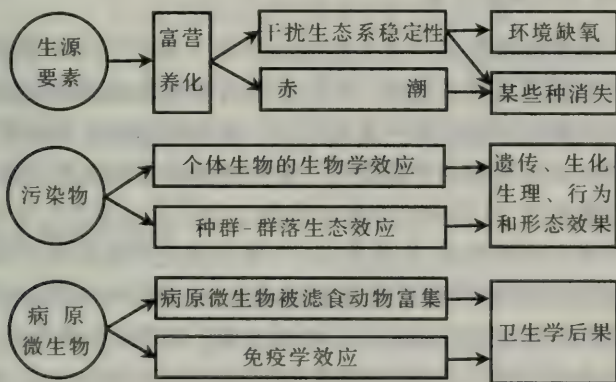 生源
要素
富营
养化
干扰生态系稳定性
赤 潮
环境缺氧
某些种消失
污染物
个体生物的生物学效应
种群-群落生态效应
遗传、生化
生理、行为
和形态效果
病原
微生物
病原微生物被滤食动物富集
免疫学效应
卫生学后果